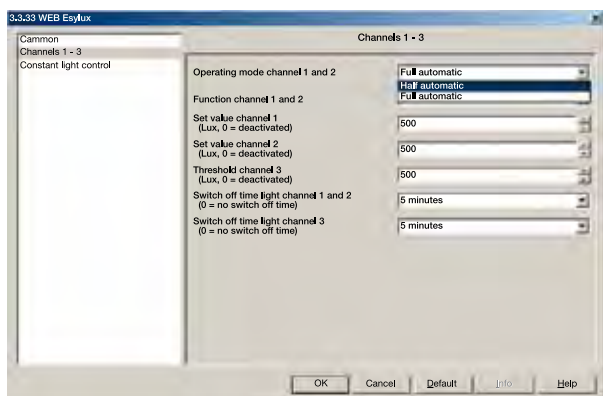 3.3.33 WEB Esylux
Cammon
Channels 1 - 3
Constant light control
Channels 1 - 3
Operating mode channel 1 and 2
Full automatic
Half automatic
Full automatic
Function channel 1 and 2
Set value channel 1
(Lux, 0 = deactivated)
500
Set value channel 2
(Lux, 0 = deactivated)
500
Threshold channel 3
(Lux, 0 = deactivated)
500
Switch off time light channel 1 and 2
(0 = no switch off time)
5 minutes
Switch off time light channel 3
(0 = no switch off time)
5 minutes
OK Cancel Default Info Help